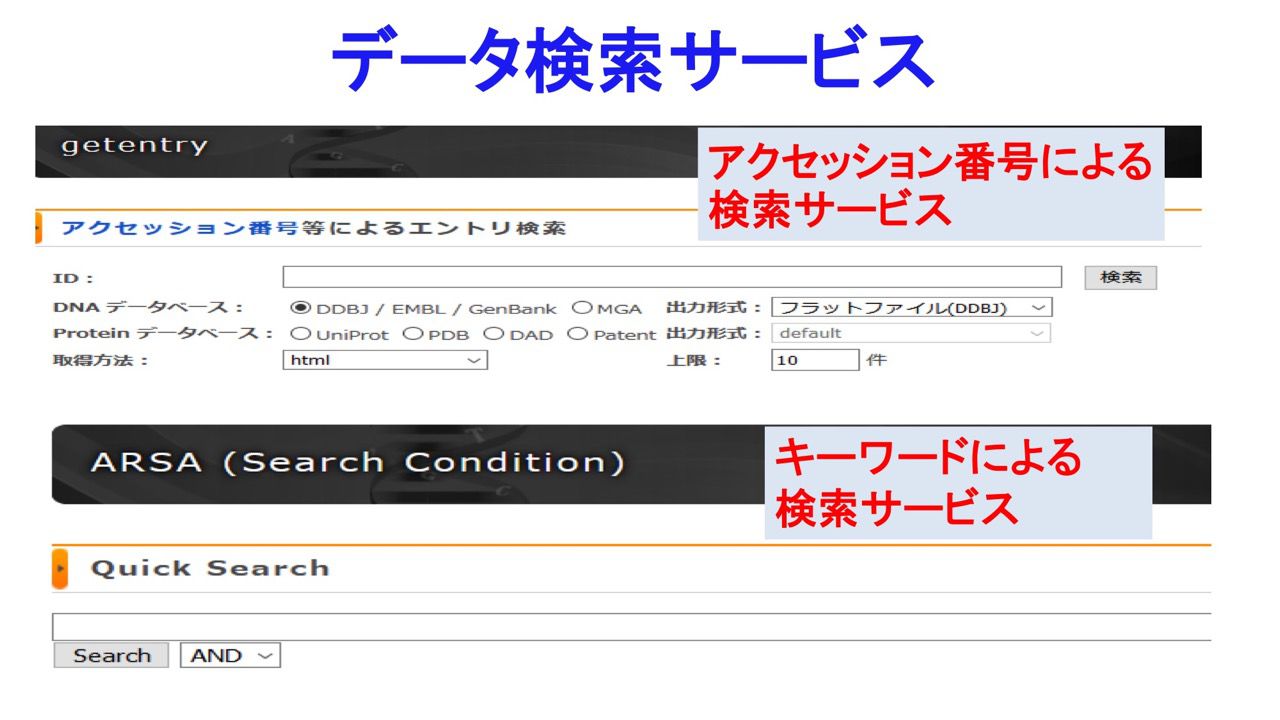 データ検索サービス
getentry
アクセッション番号による
検索サービス
アクセッション番号等によるエントリ検索
ID：
検索
DNA データベース：
DDBJ / EMBL / GenBank
MGA
出力形式：
フラットファイル(DDBJ)
Protein データベース：
UniProt
PDB
DAD
Patent
出力形式：
default
取得方法：
html
上限：
10
件
ARSA (Search Condition)
キーワードによる
検索サービス
Quick Search
Search
AND